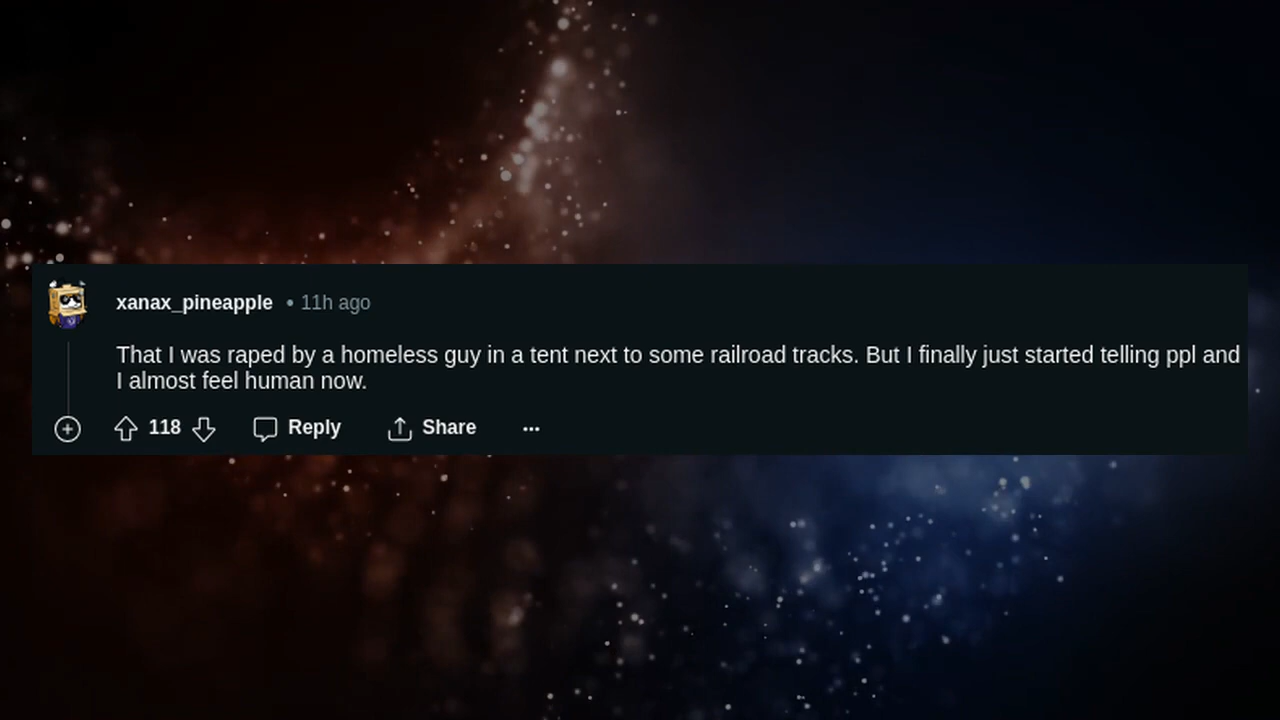 xanax_pineapple • 11h ago
That I was raped by a homeless guy in a tent next to some railroad tracks. But I finally just started telling ppl and
I almost feel human now.
118 Reply Share ...